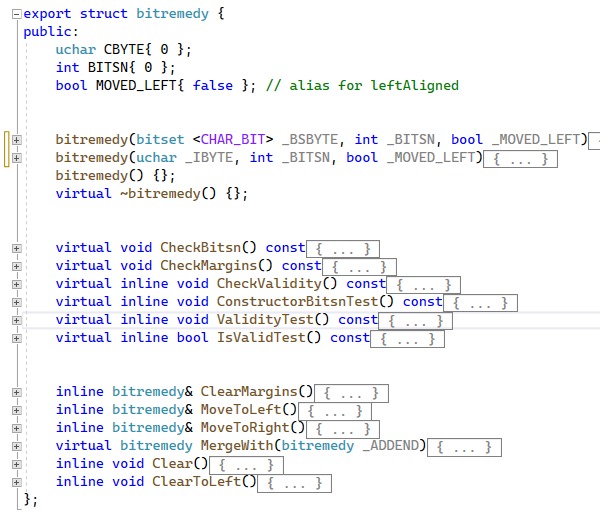 export struct bitremedy {
public:
uchar CBYTE{ 0 };
int BITSN{ 0 };
bool MOVED_LEFT{ false }; // alias for leftAligned
bitremedy(bitset <CHAR_BIT> _BSBYTE, int _BITSN, bool _MOVED_LEFT)
bitremedy(uchar _IBYTE, int _BITSN, bool _MOVED_LEFT){ ... }
bitremedy() {};
virtual ~bitremedy() {};
virtual void CheckBitsn() const{ ... }
virtual void CheckMargins() const{ ... }
virtual inline void CheckValidity() const{ ... }
virtual inline void ConstructorBitsnTest() const{ ... }
virtual inline void ValidityTest() const{ ... }
virtual inline bool IsValidTest() const{ ... }
inline bitremedy& ClearMargins(){ ... }
inline bitremedy& MoveToLeft(){ ... }
inline bitremedy& MoveToRight(){ ... }
virtual bitremedy MergeWith(bitremedy _ADDEND){ ... }
inline void Clear(){ ... }
inline void ClearToLeft(){ ... }
};